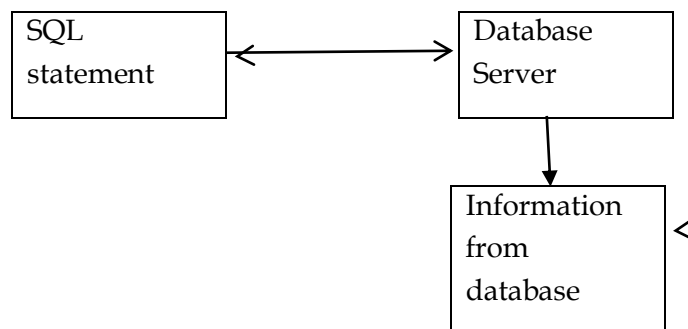 SQL
statement
Database
Server
Information
from
database